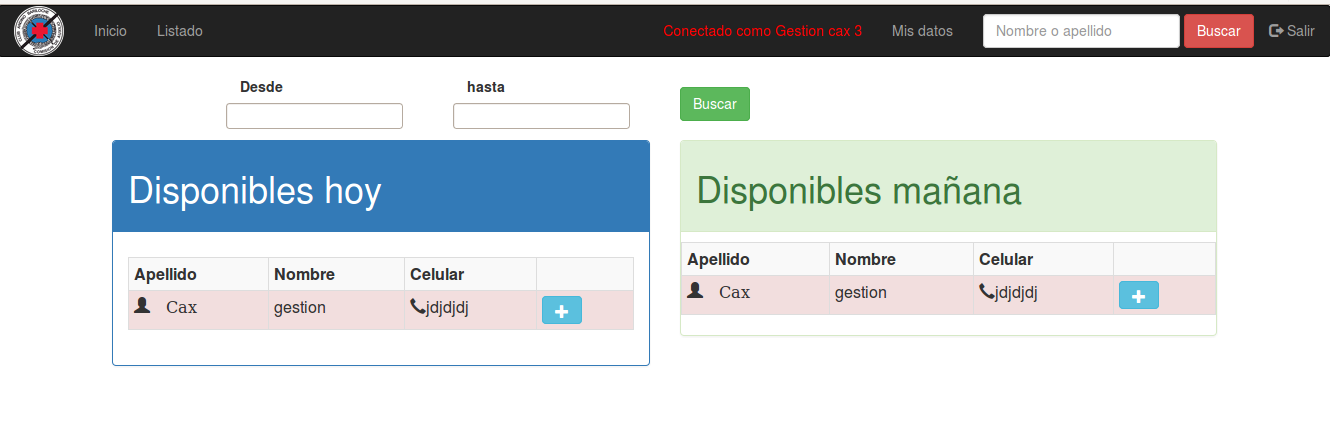 Inicio Listado Conectado como Gestion cax 3 Mis datos Nombre o apellido Buscar Salir
Desde hasta
Buscar
Disponibles hoy
Apellido Nombre Celular
Cax gestion jdjdjdj
Disponibles mañana
Apellido Nombre Celular
Cax gestion jdjdjdj